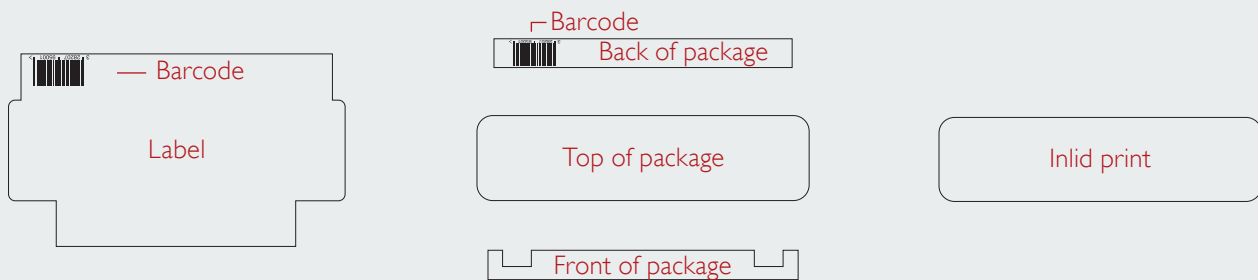 Barcode
Barcode
Back of package
Label
Top of package
Inlid print
Front of package